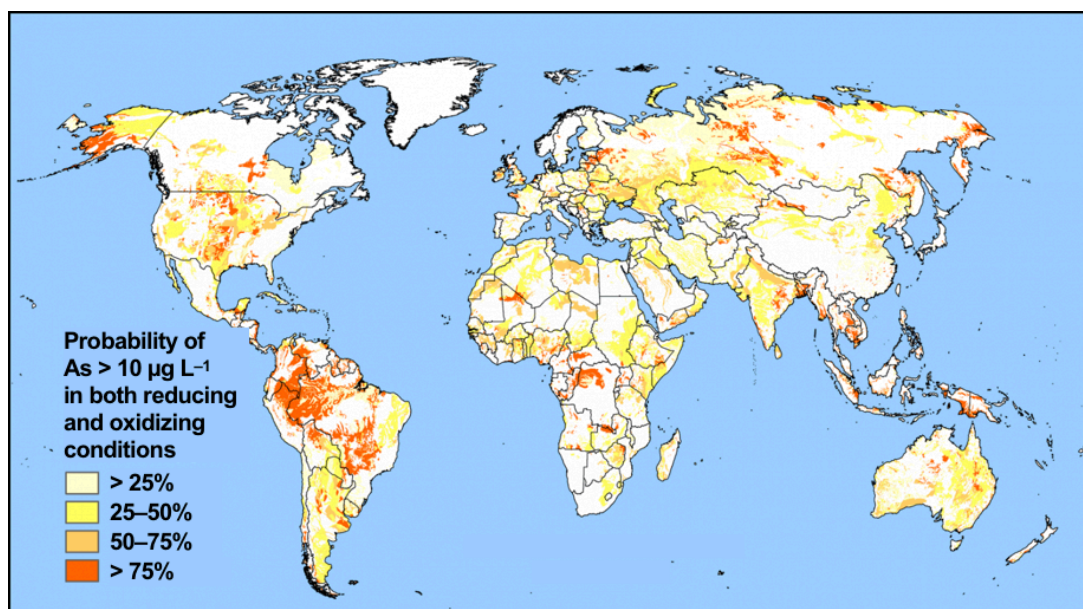 Probability of
As > 10 µg L⁻¹
in both reducing
and oxidizing
conditions
> 25%
25–50%
50–75%
> 75%